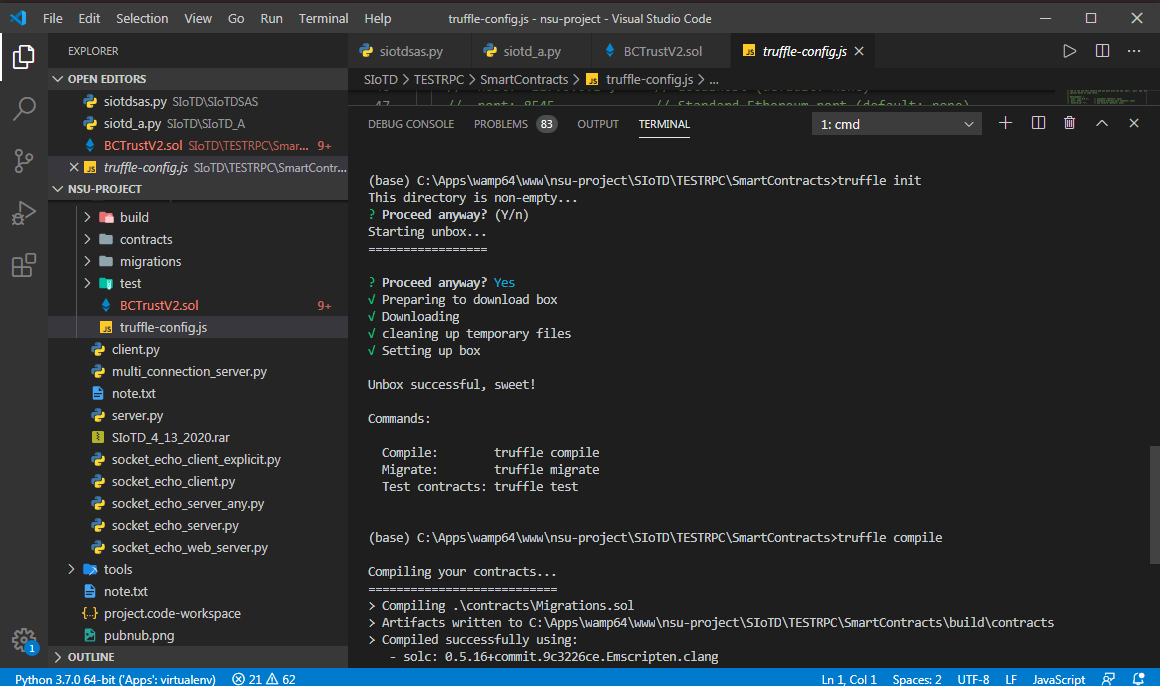 File Edit Selection View Go Run Terminal Help truffle-config.js - nsu-project - Visual Studio Code
EXPLORER
OPEN EDITORS
siotdsas.py SIoTD\SIoTDSAS
siotd_a.py SIoTD\SIoTD_A
BCTrustV2.sol SIoTD\TESTRPC\Smar... 9+
truffle-config.js SIoTD\TESTRPC\SmartContr...
NSU-PROJECT
build
contracts
migrations
test
BCTrustV2.sol 9+
truffle-config.js
client.py
multi_connection_server.py
note.txt
server.py
SIoTD_4_13_2020.rar
socket_echo_client_explicit.py
socket_echo_client.py
socket_echo_server_any.py
socket_echo_server.py
socket_echo_web_server.py
tools
note.txt
project.code-workspace
pubnub.png
OUTLINE
1
siotdsas.py siotd_a.py BCTrustV2.sol truffle-config.js
SIoTD > TESTRPC > SmartContracts > truffle-config.js > ...
47 // port: 8545, // Standard Ethereum port (default: none)
DEBUG CONSOLE PROBLEMS 83 OUTPUT TERMINAL 1: cmd
(base) C:\Apps\wamp64\www\nsu-project\SIoTD\TESTRPC\SmartContracts>truffle init
This directory is non-empty...
? Proceed anyway? (Y/n)
Starting unbox...
=================
? Proceed anyway? Yes
√ Preparing to download box
√ Downloading
√ cleaning up temporary files
√ Setting up box
Unbox successful, sweet!
Commands:
Compile: truffle compile
Migrate: truffle migrate
Test contracts: truffle test
(base) C:\Apps\wamp64\www\nsu-project\SIoTD\TESTRPC\SmartContracts>truffle compile
Compiling your contracts...
===========================
> Compiling .\contracts\Migrations.sol
> Artifacts written to C:\Apps\wamp64\www\nsu-project\SIoTD\TESTRPC\SmartContracts\build\contracts
> Compiled successfully using:
- solc: 0.5.16+commit.9c3226ce.Emscripten.clang
Python 3.7.0 64-bit ('Apps': virtualenv) 21 62 Ln 1, Col 1 Spaces: 2 UTF-8 LF JavaScript